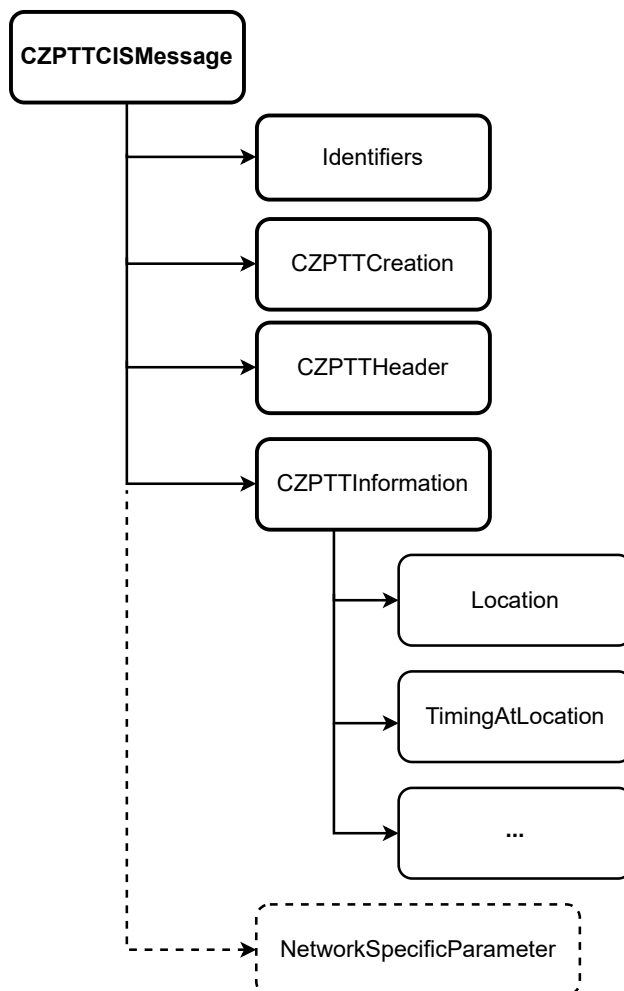 CZPTTCISMessage
Identifiers
CZPTTCreation
CZPTTHeader
CZPTTInformation
Location
TimingAtLocation
...
NetworkSpecificParameter